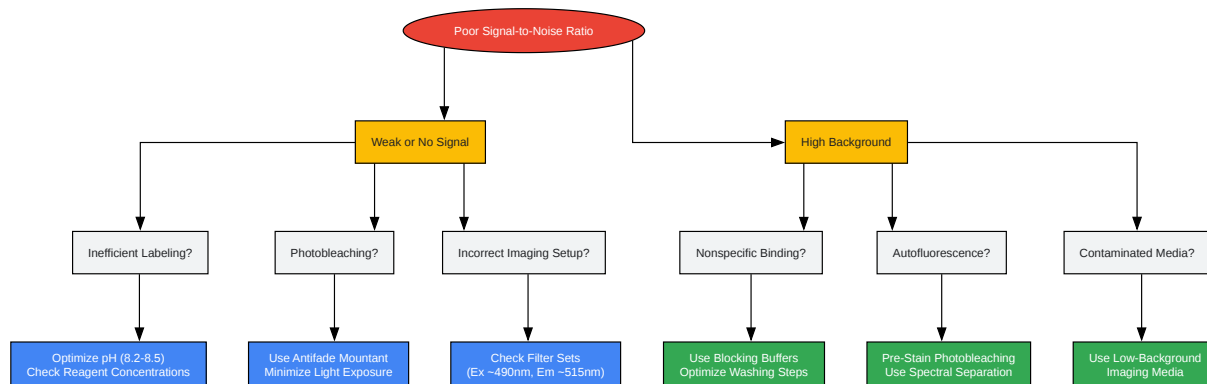 Poor Signal-to-Noise Ratio
Weak or No Signal
High Background
Inefficient Labeling?
Photobleaching?
Incorrect Imaging Setup?
Nonspecific Binding?
Autofluorescence?
Contaminated Media?
Optimize pH (8.2-8.5)
Check Reagent Concentrations
Use Antifade Mountant
Minimize Light Exposure
Check Filter Sets
(Ex ~490nm, Em ~515nm)
Use Blocking Buffers
Optimize Washing Steps
Pre-Stain Photobleaching
Use Spectral Separation
Use Low-Background
Imaging Media